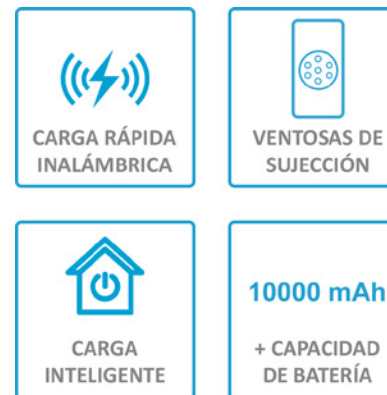 CARGA RÁPIDA
INALÁMBRICA
VENTOSAS DE
SUJECCIÓN
CARGA
INTELIGENTE
10000 mAh
+ CAPACIDAD
DE BATERÍA